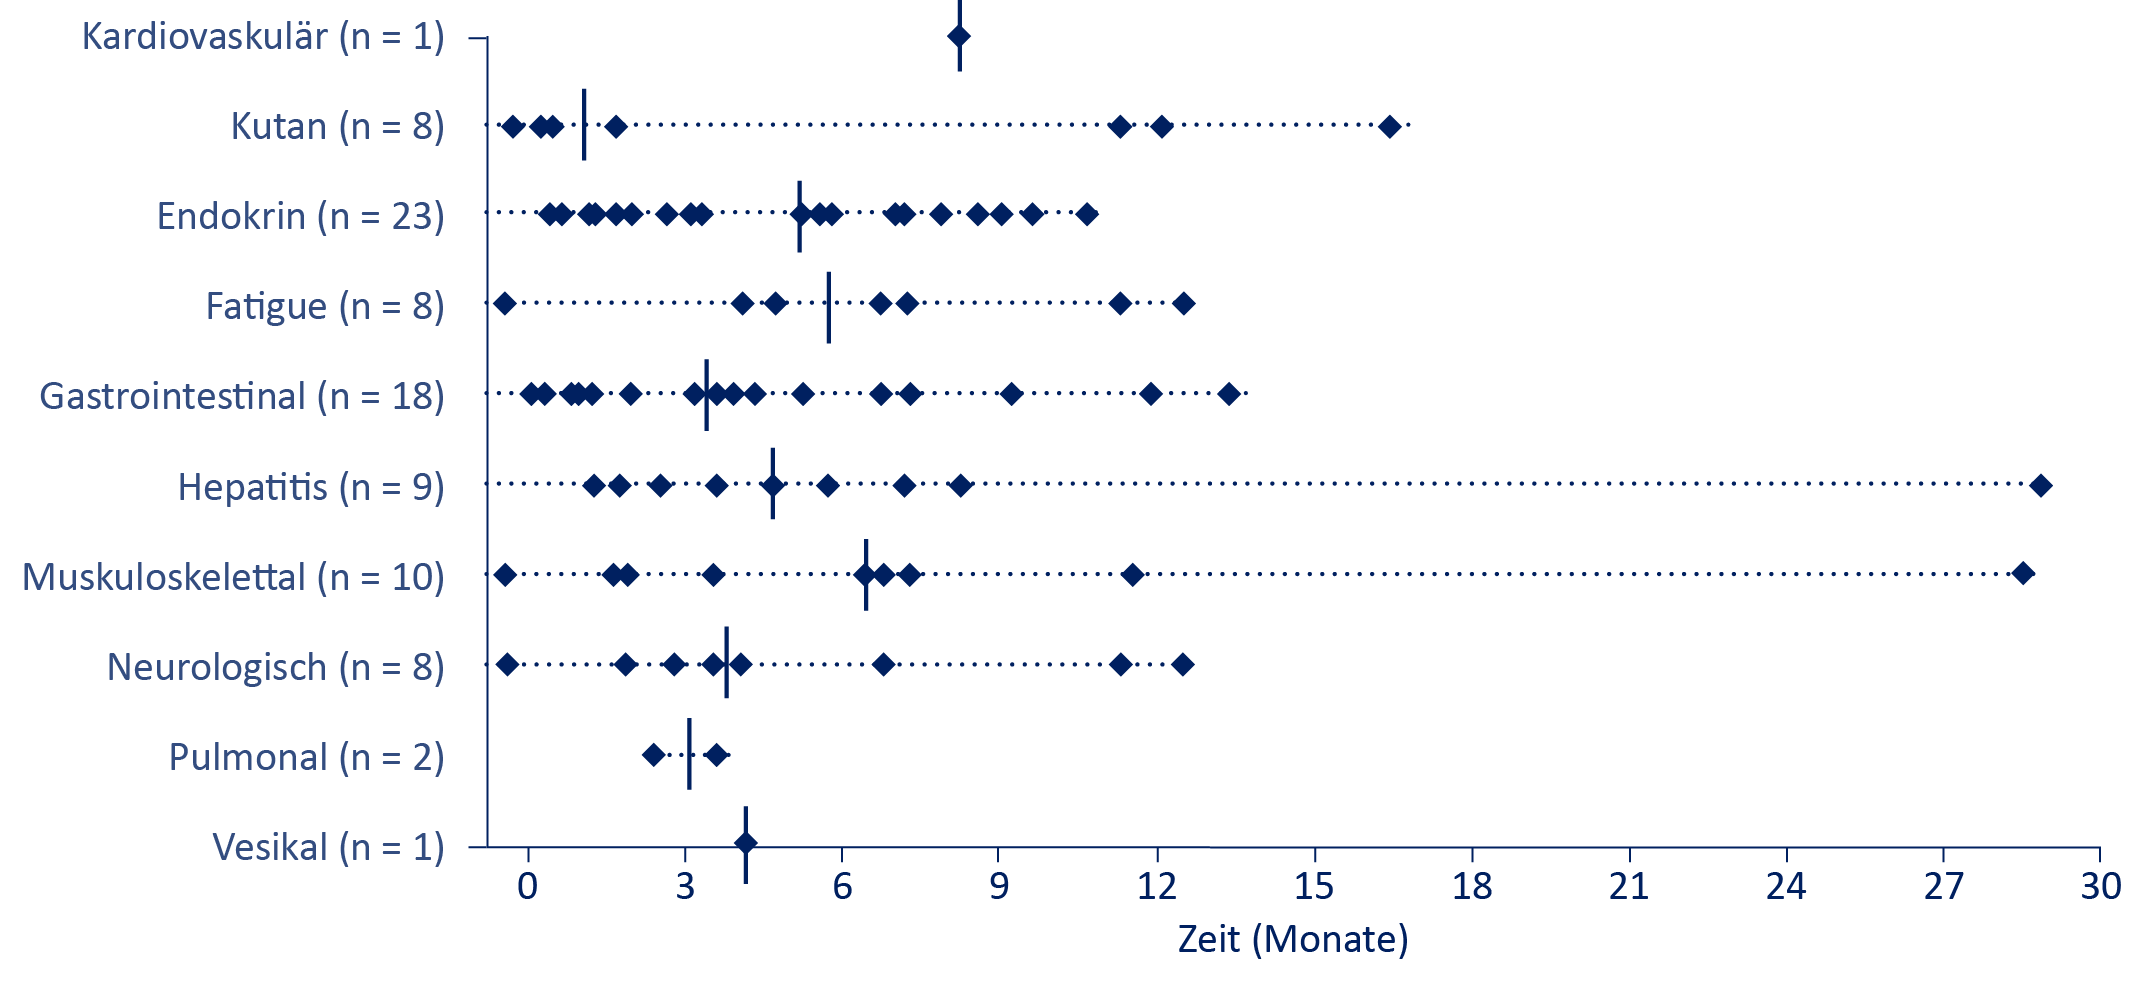 Kardiovaskulär (n = 1)
Kutan (n = 8)
Endokrin (n = 23)
Fatigue (n = 8)
Gastrointestinal (n = 18)
Hepatitis (n = 9)
Muskuloskelettal (n = 10)
Neurologisch (n = 8)
Pulmonal (n = 2)
Vesikal (n = 1)
0 3 6 9 12 15 18 21 24 27 30
Zeit (Monate)